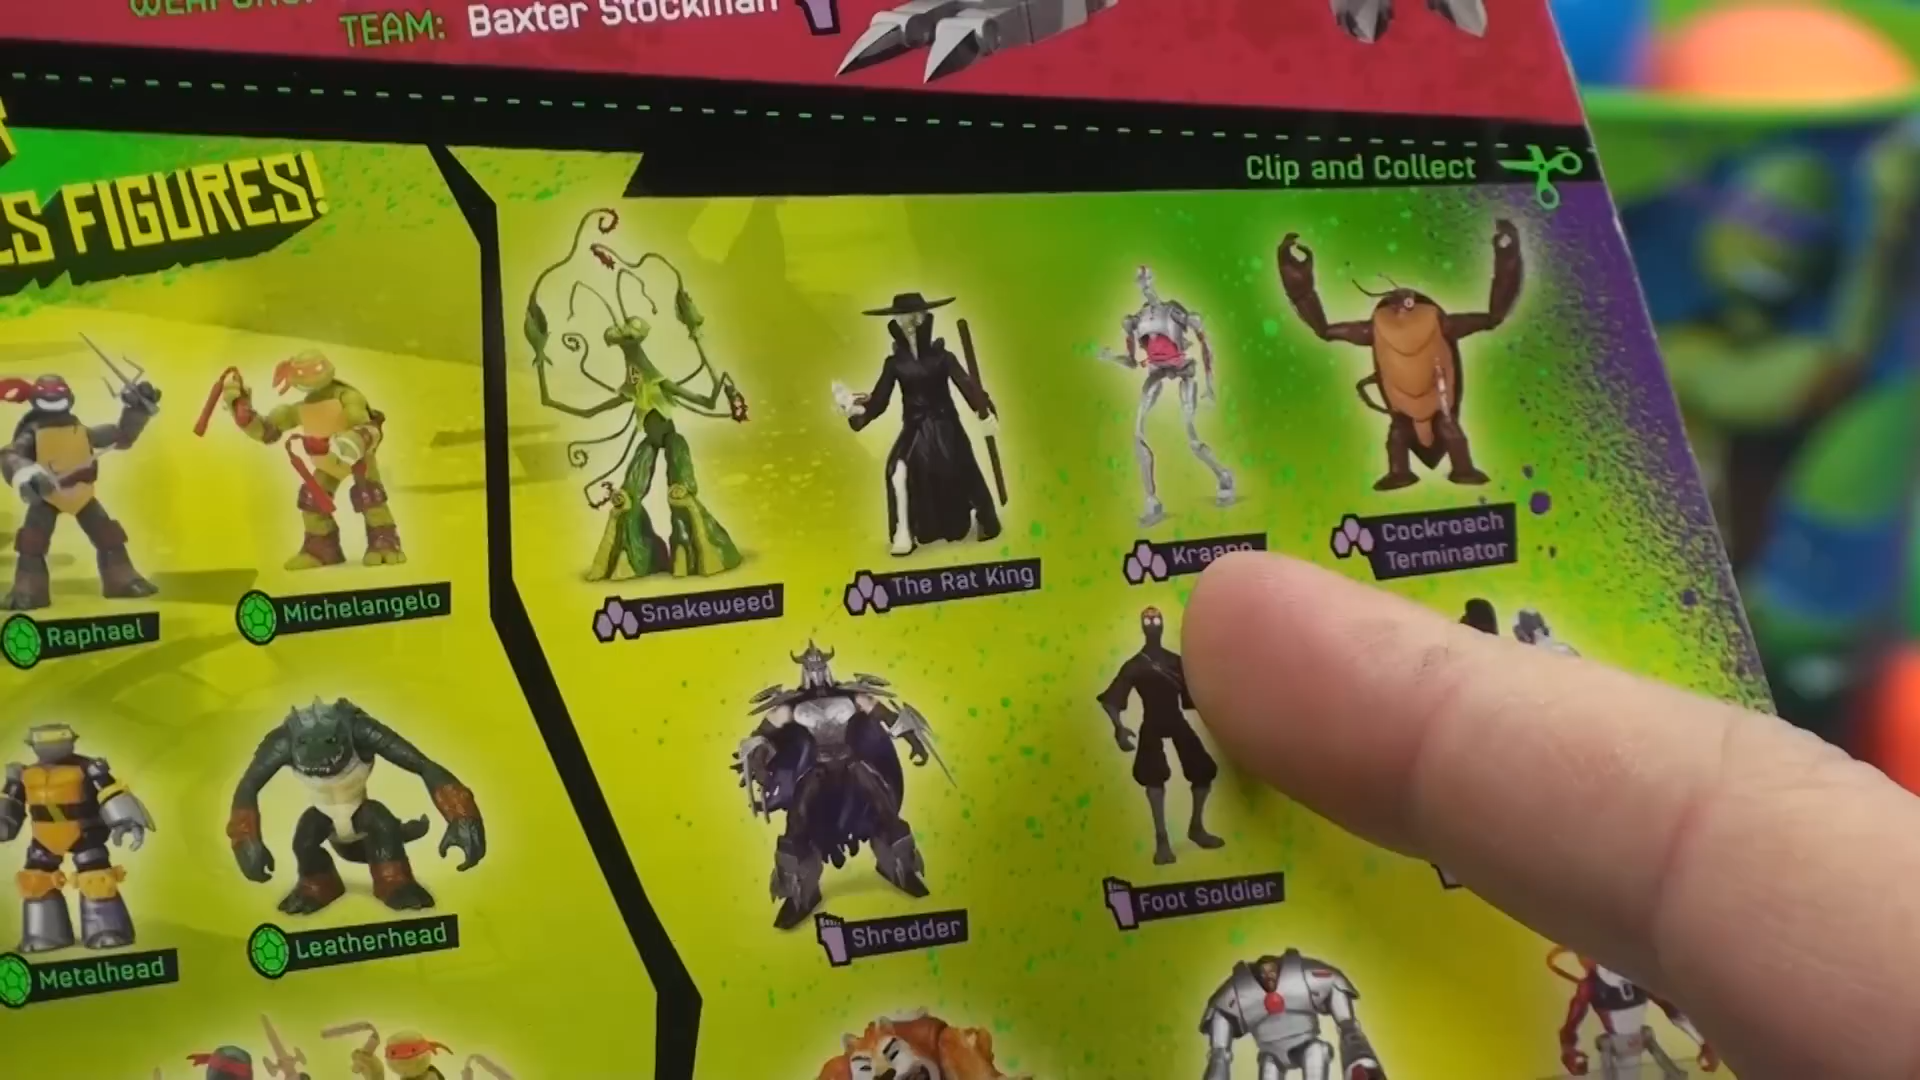 TEAM: Baxter Stockman
Clip and Collect
FIGURES!
Snakeweed
The Rat King
Kraang
Cockroach
Terminator
Raphael
Michelangelo
Shredder
Foot Soldier
Metalhead
Leatherhead